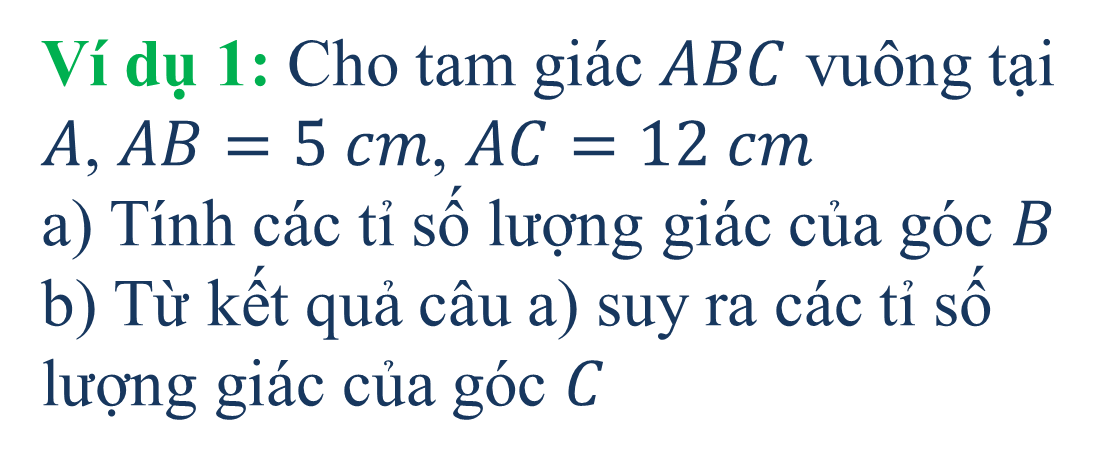 Ví dụ 1: Cho tam giác ABC vuông tại
A, AB = 5 cm, AC = 12 cm
a) Tính các tỉ số lượng giác của góc B
b) Từ kết quả câu a) suy ra các tỉ số
lượng giác của góc C